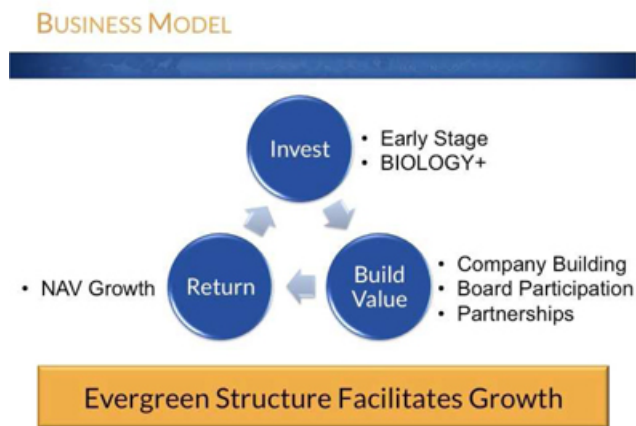 BUSINESS MODEL
Invest
• Early Stage
• BIOLOGY+
Build
Value
• Company Building
• Board Participation
• Partnerships
Return
• NAV Growth
Evergreen Structure Facilitates Growth